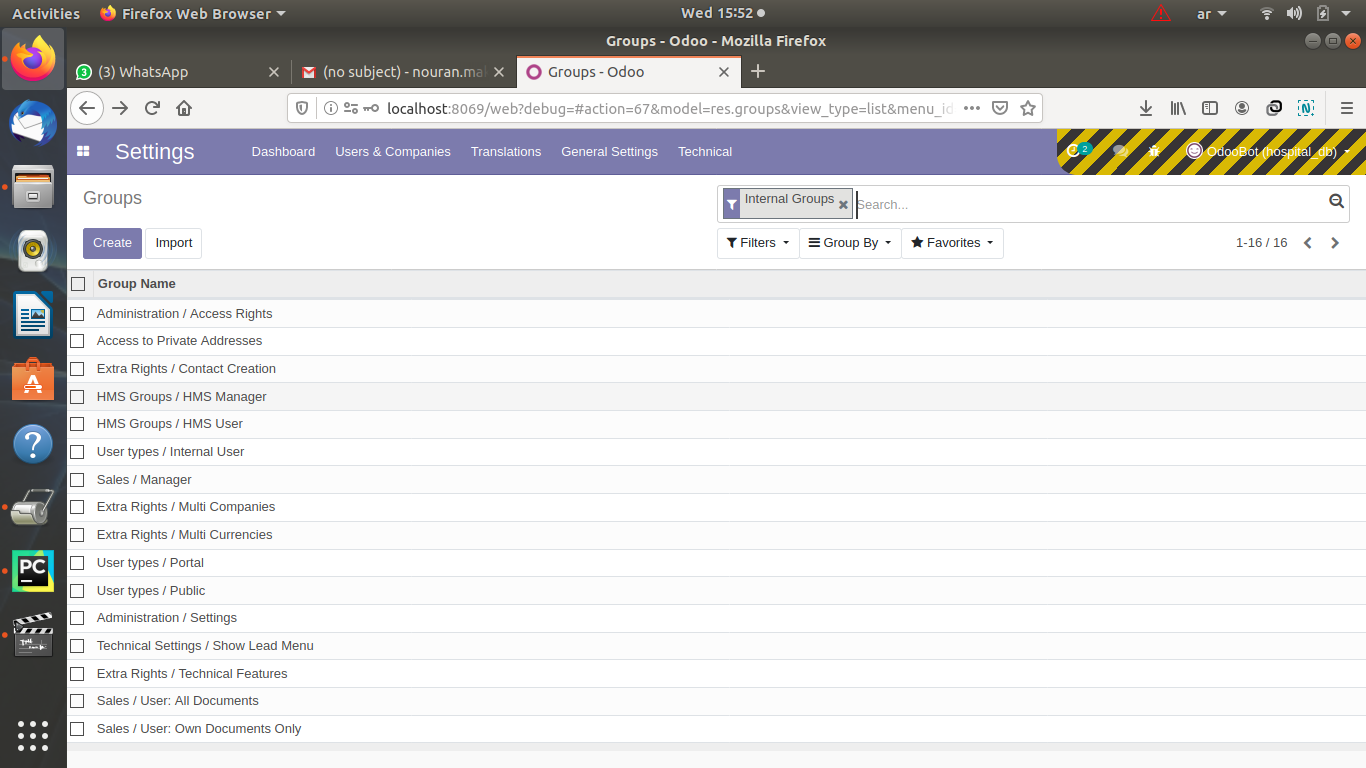 Activities Firefox Web Browser Wed 15:52 ar
Groups - Odoo - Mozilla Firefox
3 (3) WhatsApp (no subject) - nouran.ma Groups - Odoo
localhost:8069/web?debug=#action=67&model=res.groups&view_type=list&menu_id
Settings Dashboard Users & Companies Translations General Settings Technical 2 OdooBot (hospital_db)
Groups Internal Groups Search...
Create Import Filters Group By Favorites 1-16 / 16
Group Name
Administration / Access Rights
Access to Private Addresses
Extra Rights / Contact Creation
HMS Groups / HMS Manager
HMS Groups / HMS User
User types / Internal User
Sales / Manager
Extra Rights / Multi Companies
Extra Rights / Multi Currencies
User types / Portal
User types / Public
Administration / Settings
Technical Settings / Show Lead Menu
Extra Rights / Technical Features
Sales / User: All Documents
Sales / User: Own Documents Only
A
?
PC